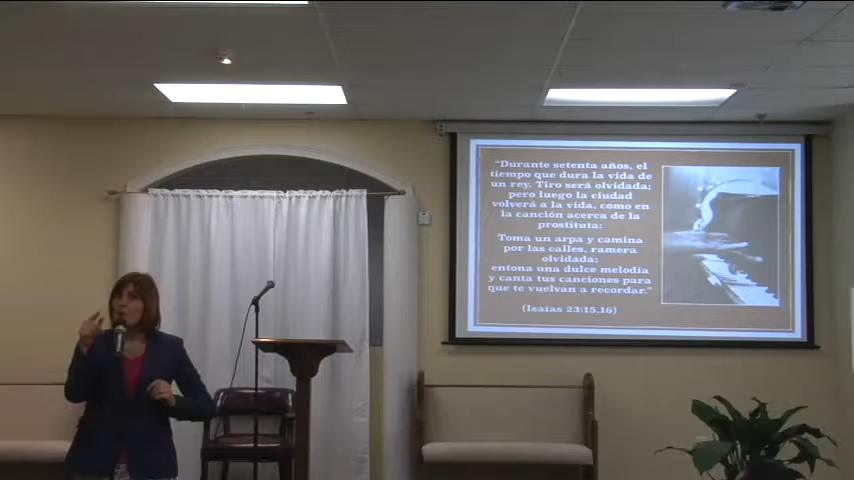 “Durante setenta años, el
tiempo que dura la vida de
un rey, Tiro será olvidada;
pero luego la ciudad
volverá a la vida, como en
la canción acerca de la
prostituta:
Toma un arpa y camina
por las calles, ramera
olvidada;
entona una dulce melodía
y canta tus canciones para
que te vuelvan a recordar.”
(Isaías 23:15,16)